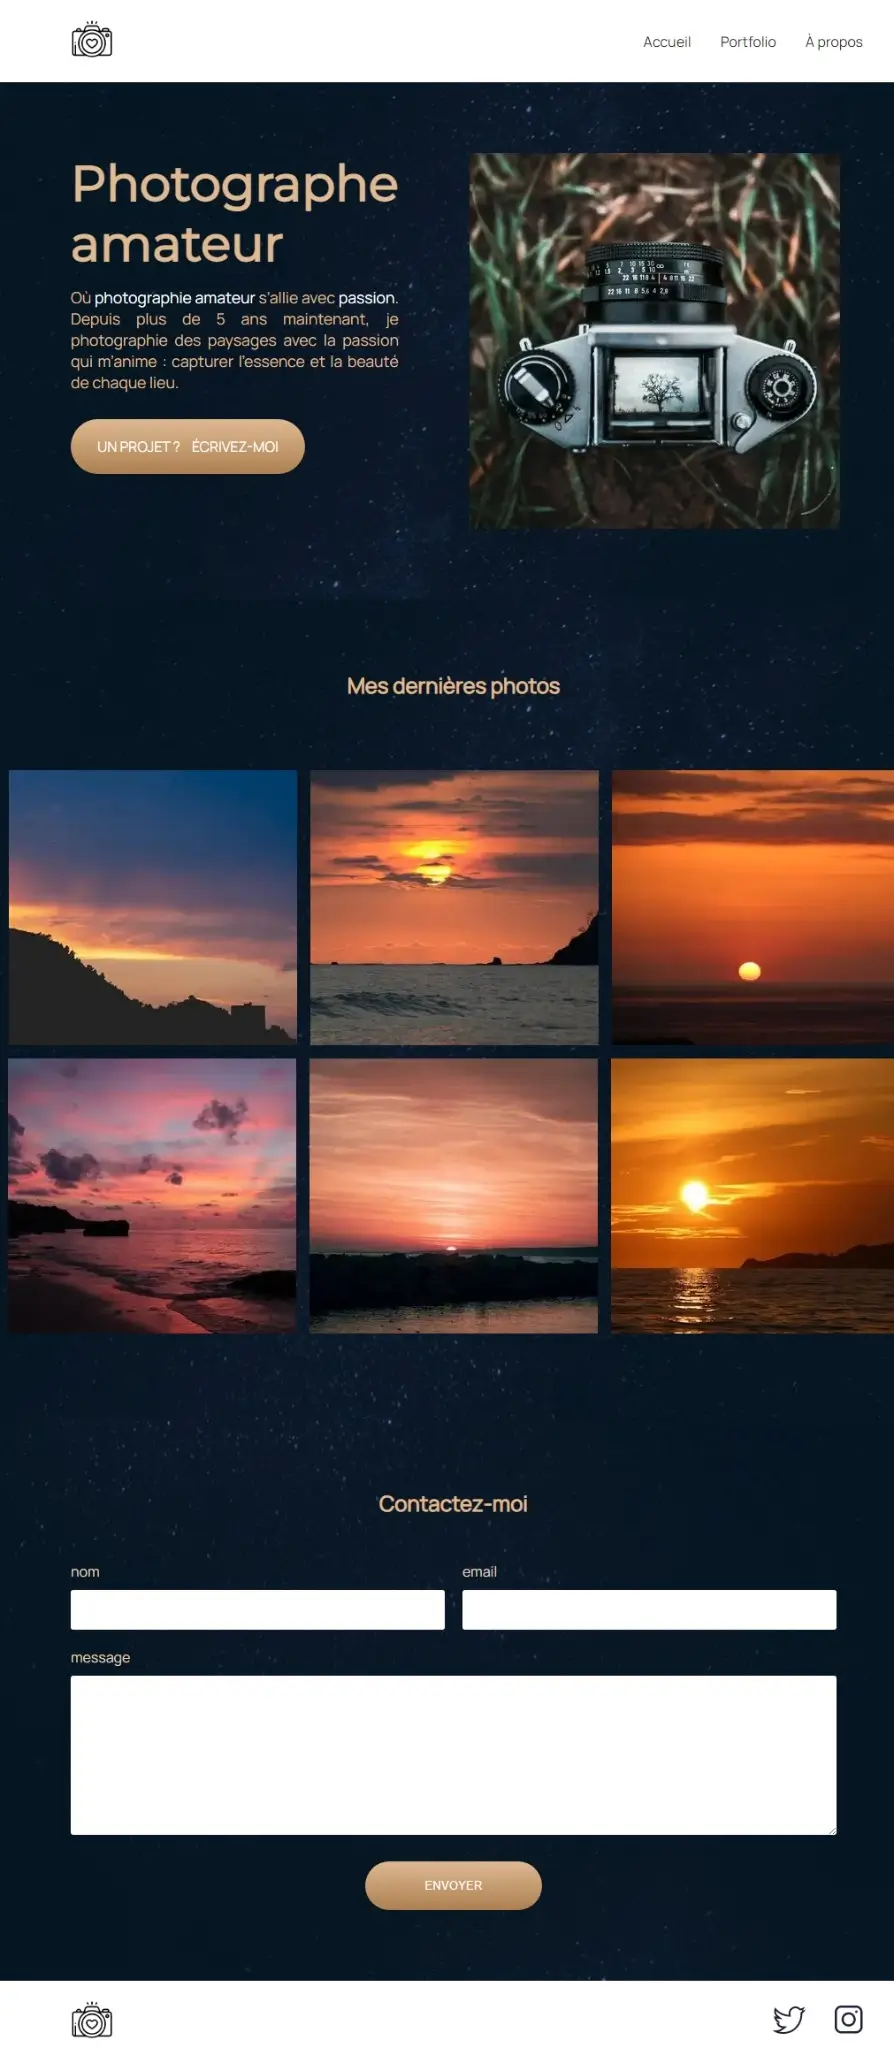 Accueil Portfolio À propos
Photographe
amateur
Où photographie amateur s'allie avec passion.
Depuis plus de 5 ans maintenant, je
photographie des paysages avec la passion
qui m'anime : capturer l'essence et la beauté
de chaque lieu.
UN PROJET ? ÉCRIVEZ-MOI
Mes dernières photos
Contactez-moi
nom email
message
ENVOYER